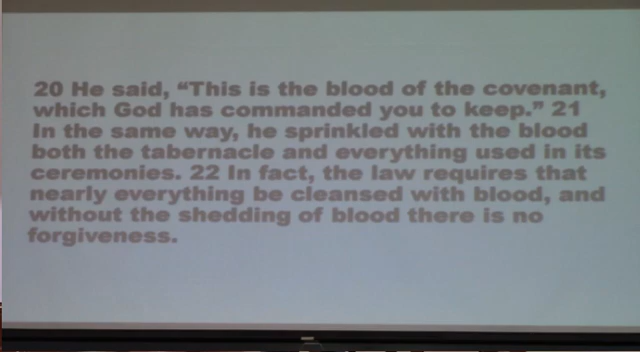 20 He said, “This is the blood of the covenant,
which God has commanded you to keep.” 21
In the same way, he sprinkled with the blood
both the tabernacle and everything used in its
ceremonies. 22 In fact, the law requires that
nearly everything be cleansed with blood, and
without the shedding of blood there is no
forgiveness.